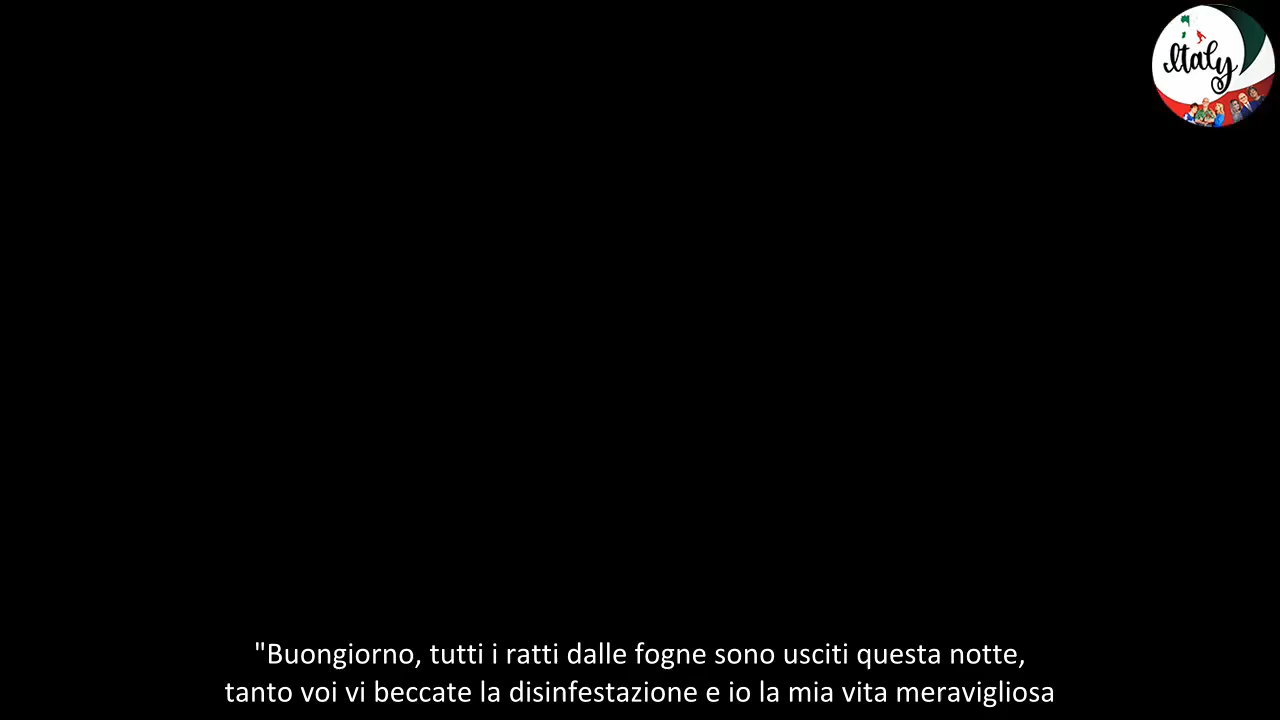 Italy
"Buongiorno, tutti i ratti dalle fogne sono usciti questa notte,
tanto voi vi beccate la disinfestazione e io la mia vita meravigliosa